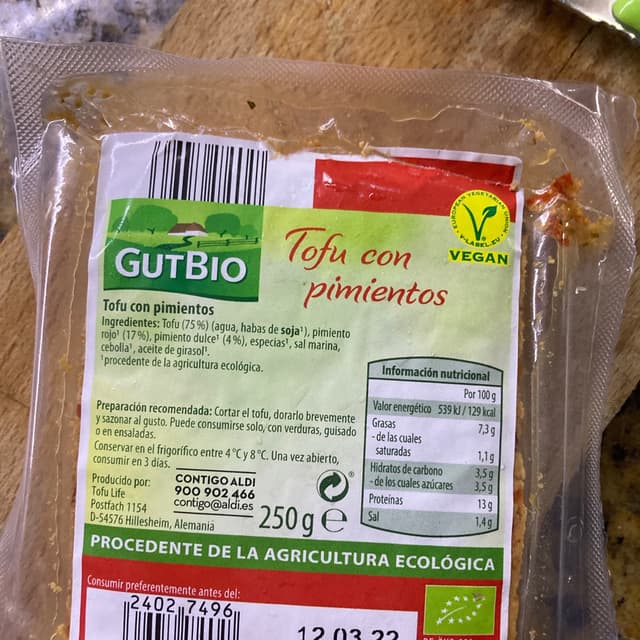 GUTBIO
Tofu con
pimientos
EUROPEAN VEGETARIAN UNION
V-LABEL.EU
VEGAN
Tofu con pimientos
Ingredientes: Tofu (75%) (agua, habas de soja¹), pimiento
rojo¹ (17%), pimiento dulce¹ (4%), especias¹, sal marina,
cebolla¹, aceite de girasol¹.
¹procedente de la agricultura ecológica.
Preparación recomendada: Cortar el tofu, dorarlo brevemente
y sazonar al gusto. Puede consumirse solo, con verduras, guisado
o en ensaladas.
Conservar en el frigorífico entre 4°C y 8°C. Una vez abierto,
consumir en 3 días.
Producido por:
Tofu Life
Postfach 1154
D-54576 Hillesheim, Alemania
CONTIGO ALDI
900 902 466
contigo@aldi.es
250 g e
Información nutricional
Por 100 g
Valor energético 539 kJ / 129 kcal
Grasas 7,3 g
- de las cuales
saturadas 1,1 g
Hidratos de carbono 3,5 g
- de los cuales azúcares 3,5 g
Proteínas 13 g
Sal 1,4 g
PROCEDENTE DE LA AGRICULTURA ECOLÓGICA
Consumir preferentemente antes del:
2402 7496
12.03.22